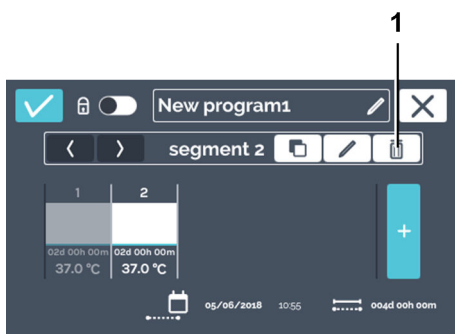 1
New program1
segment 2
1 2
02d 00h 00m 02d 00h 00m
37.0 °C 37.0 °C
+
05/06/2018 10:55 004d 00h 00m